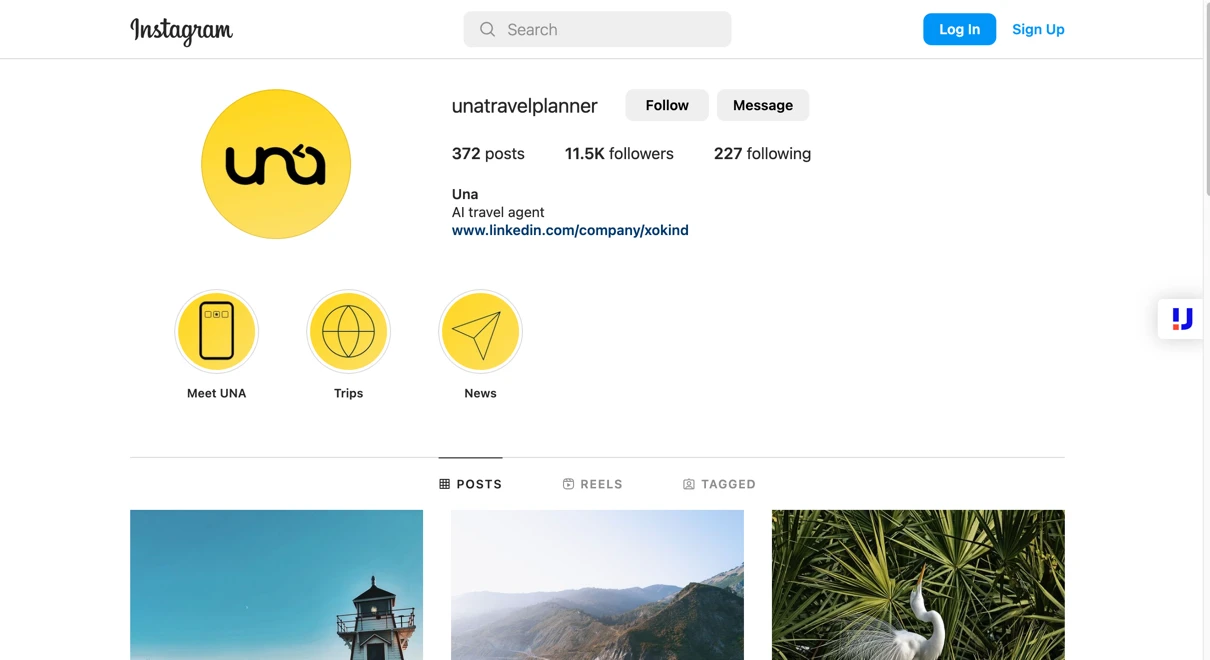 Instagram
Search
Log In
Sign Up
una
unatravelplanner
Follow
Message
372 posts
11.5K followers
227 following
Una
AI travel agent
www.linkedin.com/company/xokind
Meet UNA
Trips
News
POSTS
REELS
TAGGED